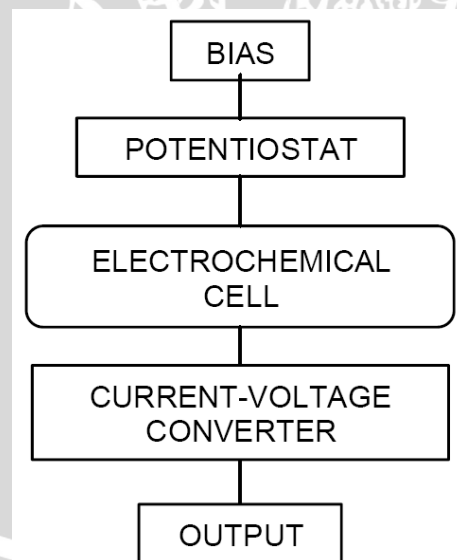 BIAS
POTENTIOSTAT
ELECTROCHEMICAL
CELL
CURRENT-VOLTAGE
CONVERTER
OUTPUT